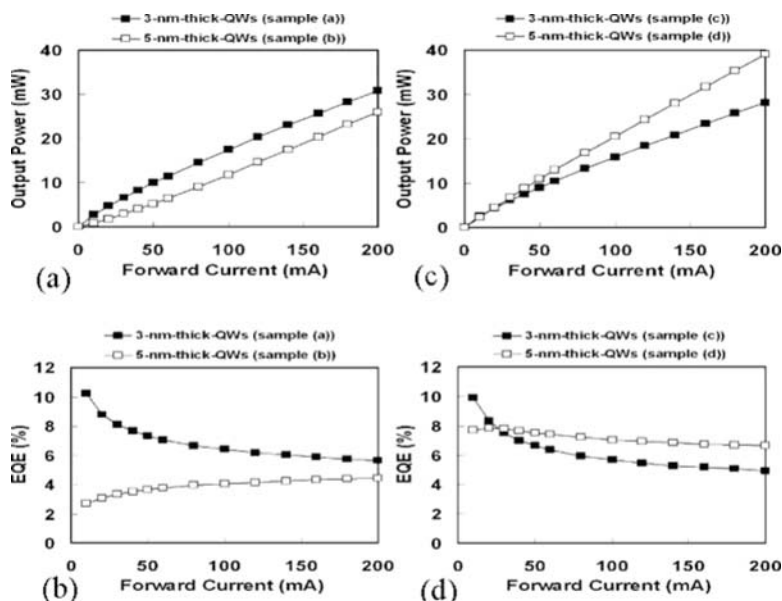 3-nm-thick-QWs (sample (a))
5-nm-thick-QWs (sample (b))
40
30
20
10
0
Output Power (mW)
0 50 100 150 200
Forward Current (mA)
(a)
3-nm-thick-QWs (sample (c))
5-nm-thick-QWs (sample (d))
40
30
20
10
0
Output Power (mW)
0 50 100 150 200
Forward Current (mA)
(c)
3-nm-thick-QWs (sample (a))
5-nm-thick-QWs (sample (b))
12
10
8
6
4
2
0
EQE (%)
0 50 100 150 200
Forward Current (mA)
(b)
3-nm-thick-QWs (sample (c))
5-nm-thick-QWs (sample (d))
12
10
8
6
4
2
0
EQE (%)
0 50 100 150 200
Forward Current (mA)
(d)